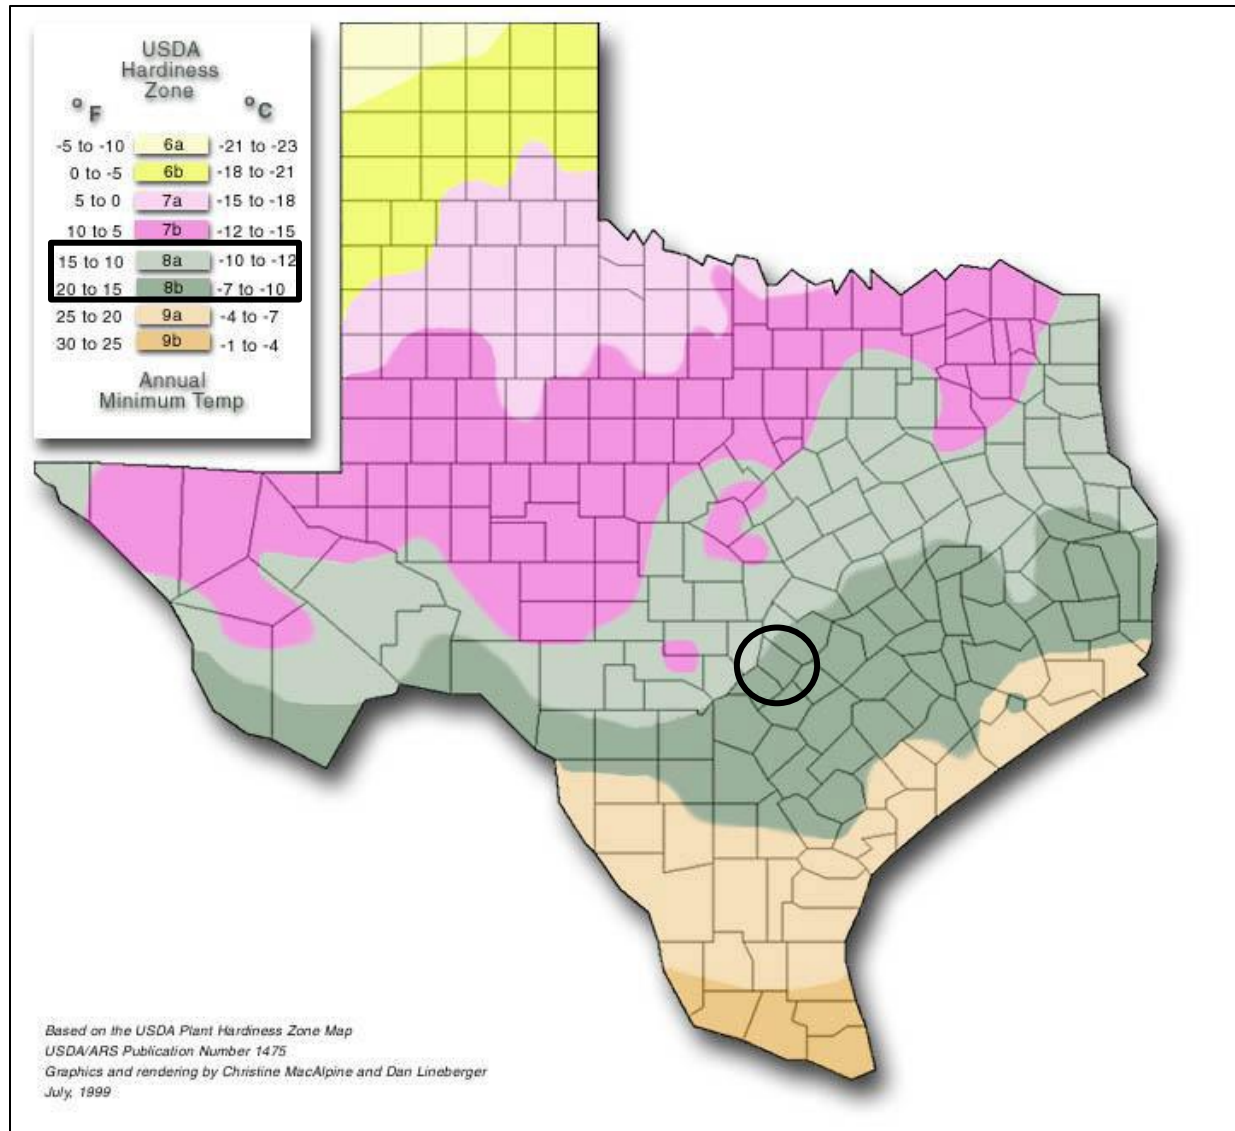 USDA
Hardiness
Zone
° F
° C
-5 to -10 6a -21 to -23
0 to -5 6b -18 to -21
5 to 0 7a -15 to -18
10 to 5 7b -12 to -15
15 to 10 8a -10 to -12
20 to 15 8b -7 to -10
25 to 20 9a -4 to -7
30 to 25 9b -1 to -4
Annual
Minimum Temp
Based on the USDA Plant Hardiness Zone Map
USDA/ARS Publication Number 1475
Graphics and rendering by Christine MacAlpine and Dan Lineberger
July, 1999